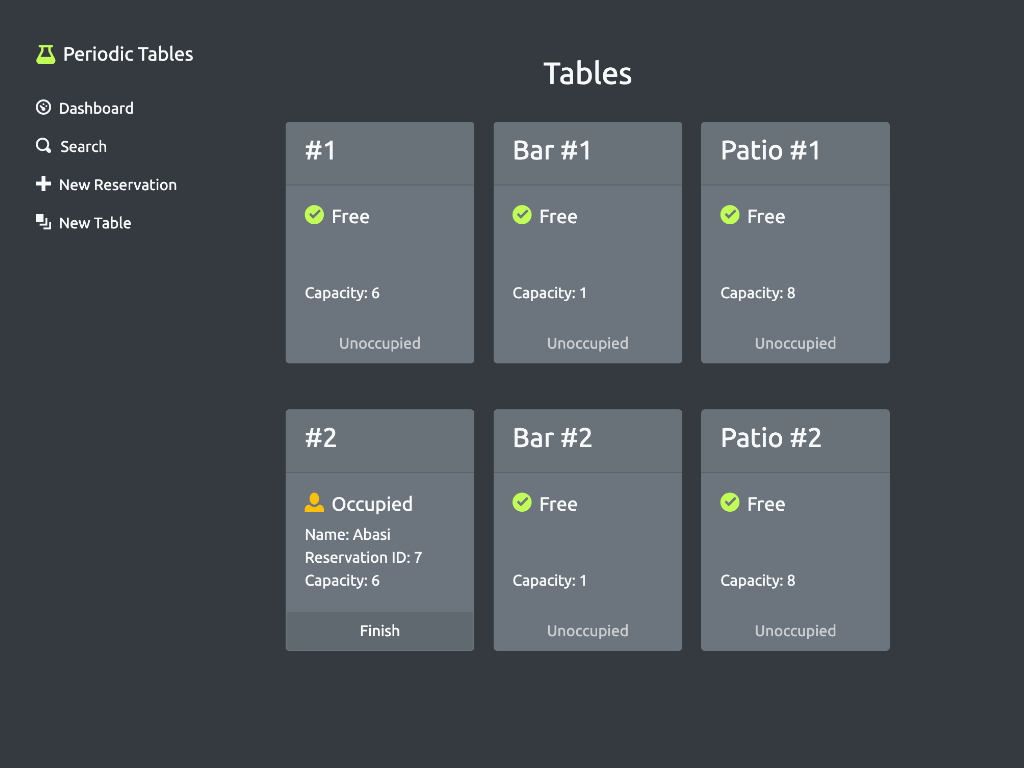 Periodic Tables
Dashboard
Search
New Reservation
New Table
Tables
#1
Free
Capacity: 6
Unoccupied
Bar #1
Free
Capacity: 1
Unoccupied
Patio #1
Free
Capacity: 8
Unoccupied
#2
Occupied
Name: Abasi
Reservation ID: 7
Capacity: 6
Finish
Bar #2
Free
Capacity: 1
Unoccupied
Patio #2
Free
Capacity: 8
Unoccupied